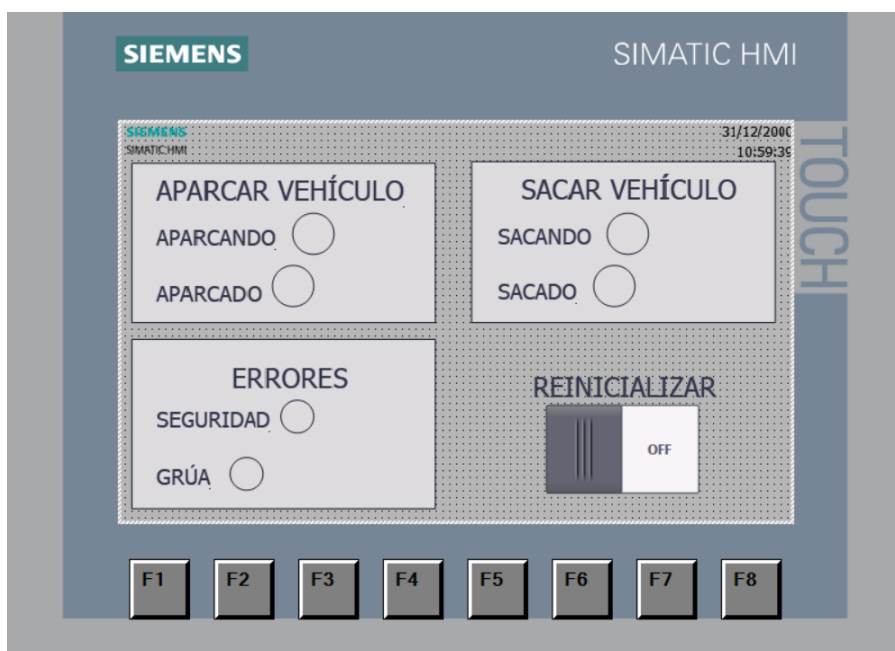 SIEMENS
SIMATIC HMI
SIEMENS
SIMATIC HMI
31/12/2000
10:59:39
TOUCH
APARCAR VEHÍCULO
APARCANDO
APARCADO
SACAR VEHÍCULO
SACANDO
SACADO
ERRORES
SEGURIDAD
GRÚA
REINICIALIZAR
OFF
F1 F2 F3 F4 F5 F6 F7 F8